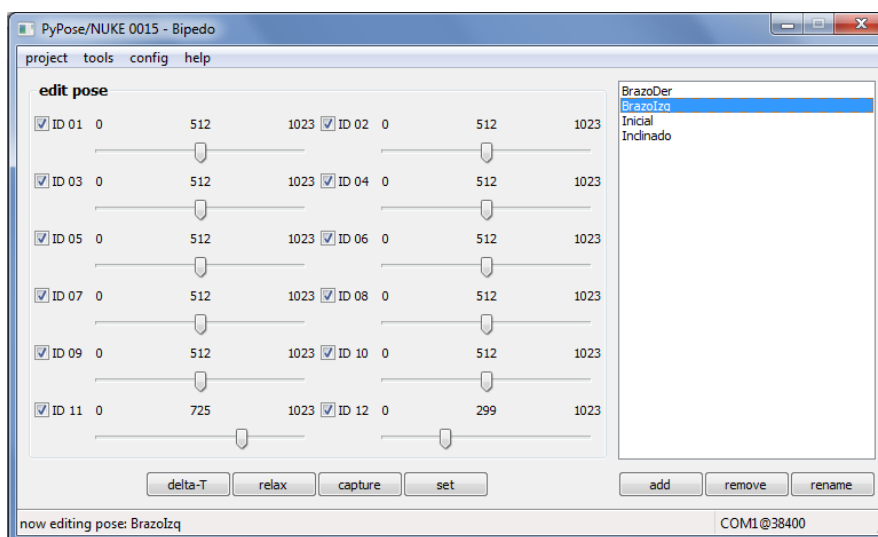 PyPose/NUKE 0015 - Bipedo
project tools config help
edit pose
ID 01 0 512 1023 ID 02 0 512 1023
ID 03 0 512 1023 ID 04 0 512 1023
ID 05 0 512 1023 ID 06 0 512 1023
ID 07 0 512 1023 ID 08 0 512 1023
ID 09 0 512 1023 ID 10 0 512 1023
ID 11 0 725 1023 ID 12 0 299 1023
delta-T relax capture set
BrazoDer
BrazoIzq
Inicial
Inclinado
add remove rename
now editing pose: BrazoIzq COM1@38400